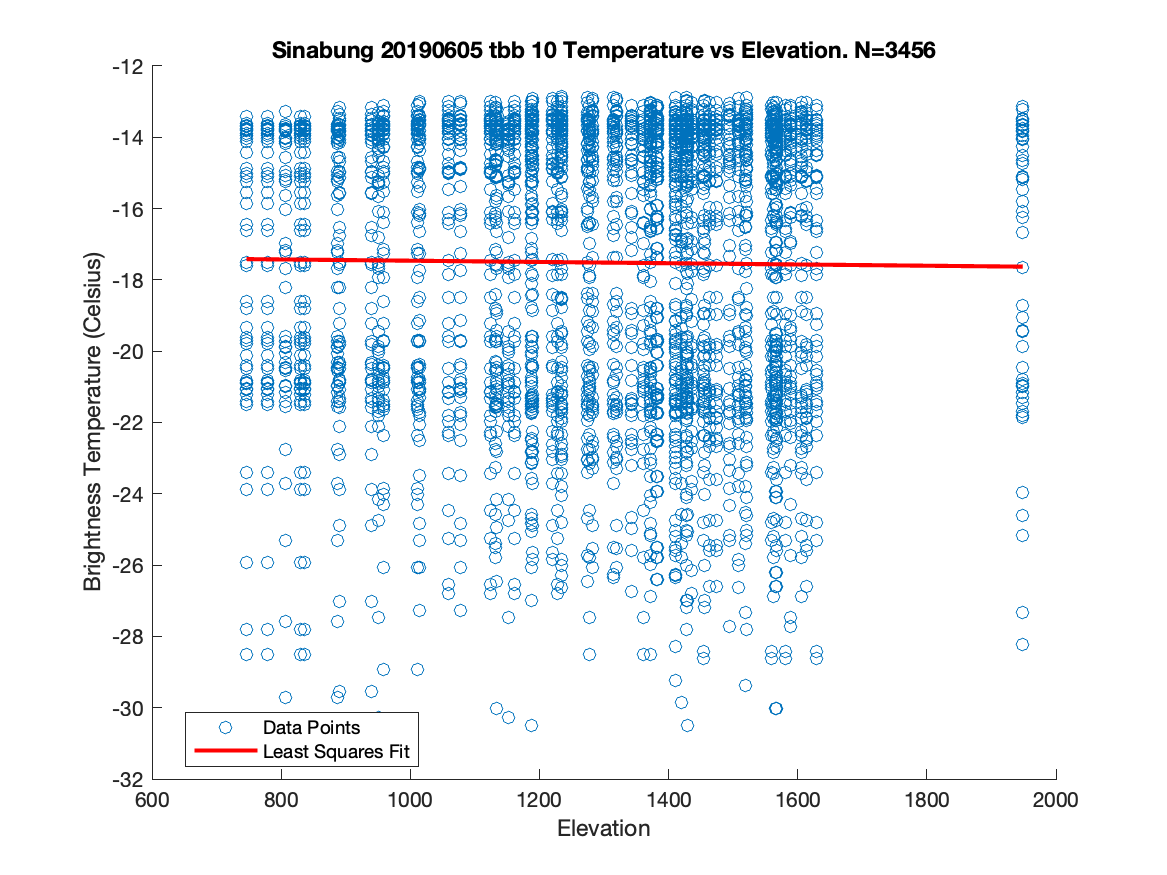 Sinabung 20190605 tbb 10 Temperature vs Elevation. N=3456
-12
-14
-16
-18
-20
-22
-24
-26
-28
-30
-32
Brightness Temperature (Celsius)
Data Points
Least Squares Fit
600 800 1000 1200 1400 1600 1800 2000
Elevation